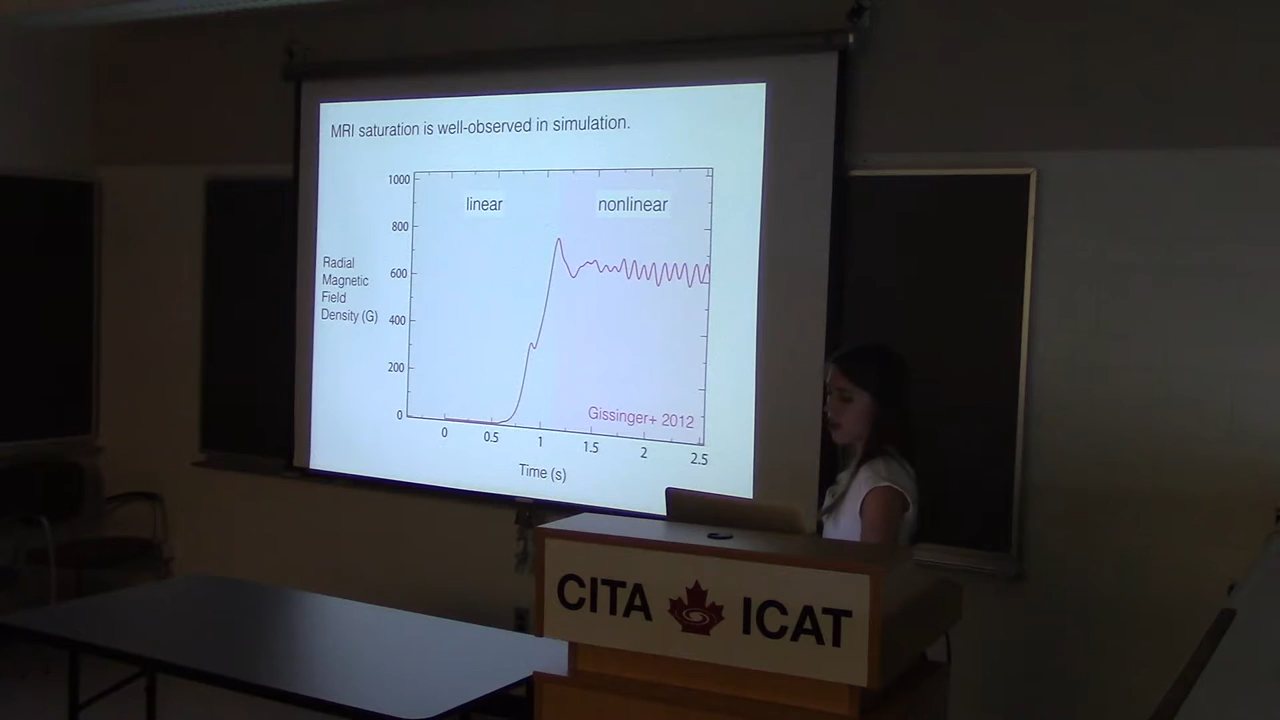 MRI saturation is well-observed in simulation.
1000
800
600
400
200
0
linear
nonlinear
Radial
Magnetic
Field
Density (G)
Gissinger+ 2012
0
0.5
1
1.5
2
2.5
Time (s)
CITA ICAT